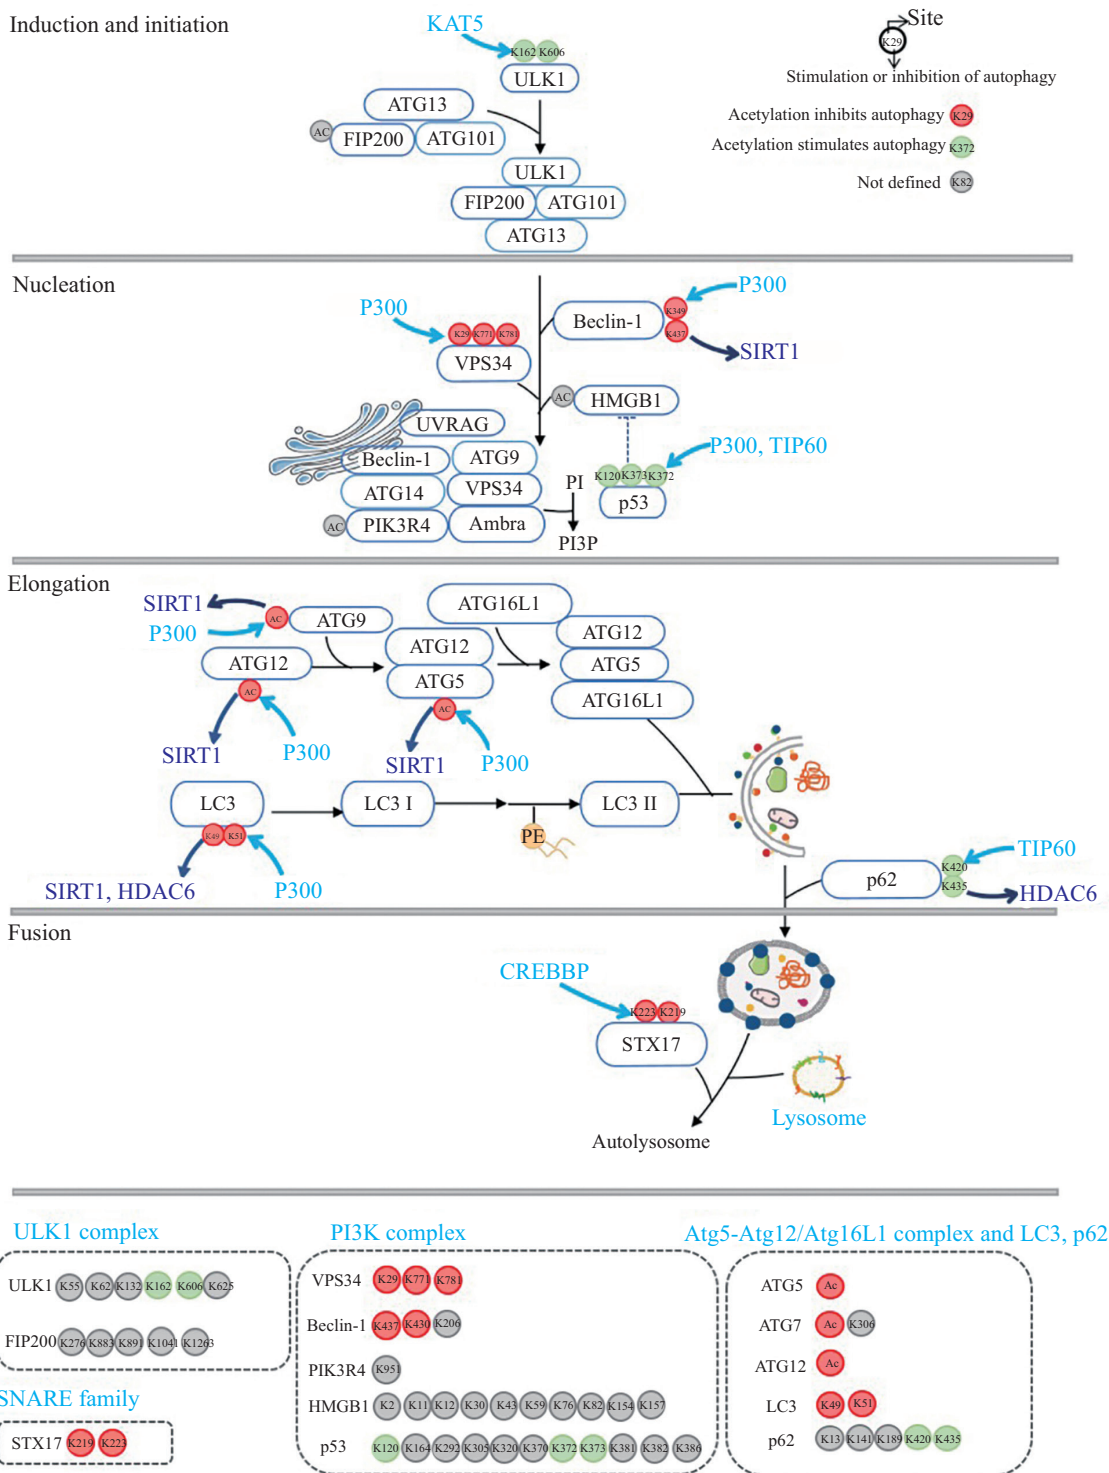 Induction and initiation
KAT5
K162 K606
ULK1
ATG13
AC FIP200 ATG101
ULK1
FIP200 ATG101
ATG13
Site
K29
Stimulation or inhibition of autophagy
Acetylation inhibits autophagy K29
Acetylation stimulates autophagy K372
Not defined K82
Nucleation
P300
K29 K771 K781
VPS34
Beclin-1
K349
K437
P300
SIRT1
AC HMGB1
UVRAG
Beclin-1 ATG9
ATG14 VPS34
AC PIK3R4 Ambra
PI
PI3P
P300, TIP60
K120 K373 K372
p53
Elongation
SIRT1
P300
AC ATG9
ATG12
AC
SIRT1
P300
ATG12
ATG5
AC
SIRT1
P300
ATG16L1
ATG12
ATG5
ATG16L1
LC3
K49 K51
SIRT1, HDAC6
P300
LC3 I
PE
LC3 II
p62
K420
K435
TIP60
HDAC6
Fusion
CREBBP
K223 K219
STX17
Lysosome
Autolysosome
ULK1 complex
ULK1 K55 K62 K132 K162 K606 K625
FIP200 K276 K883 K891 K1041 K1263
SNARE family
STX17 K219 K223
PI3K complex
VPS34 K29 K771 K781
Beclin-1 K437 K430 K206
PIK3R4 K951
HMGB1 K2 K11 K12 K30 K43 K59 K76 K82 K154 K157
p53 K120 K164 K292 K305 K320 K370 K372 K373 K381 K382 K386
Atg5-Atg12/Atg16L1 complex and LC3, p62
ATG5 Ac
ATG7 Ac K306
ATG12 Ac
LC3 K49 K51
p62 K13 K141 K189 K420 K435